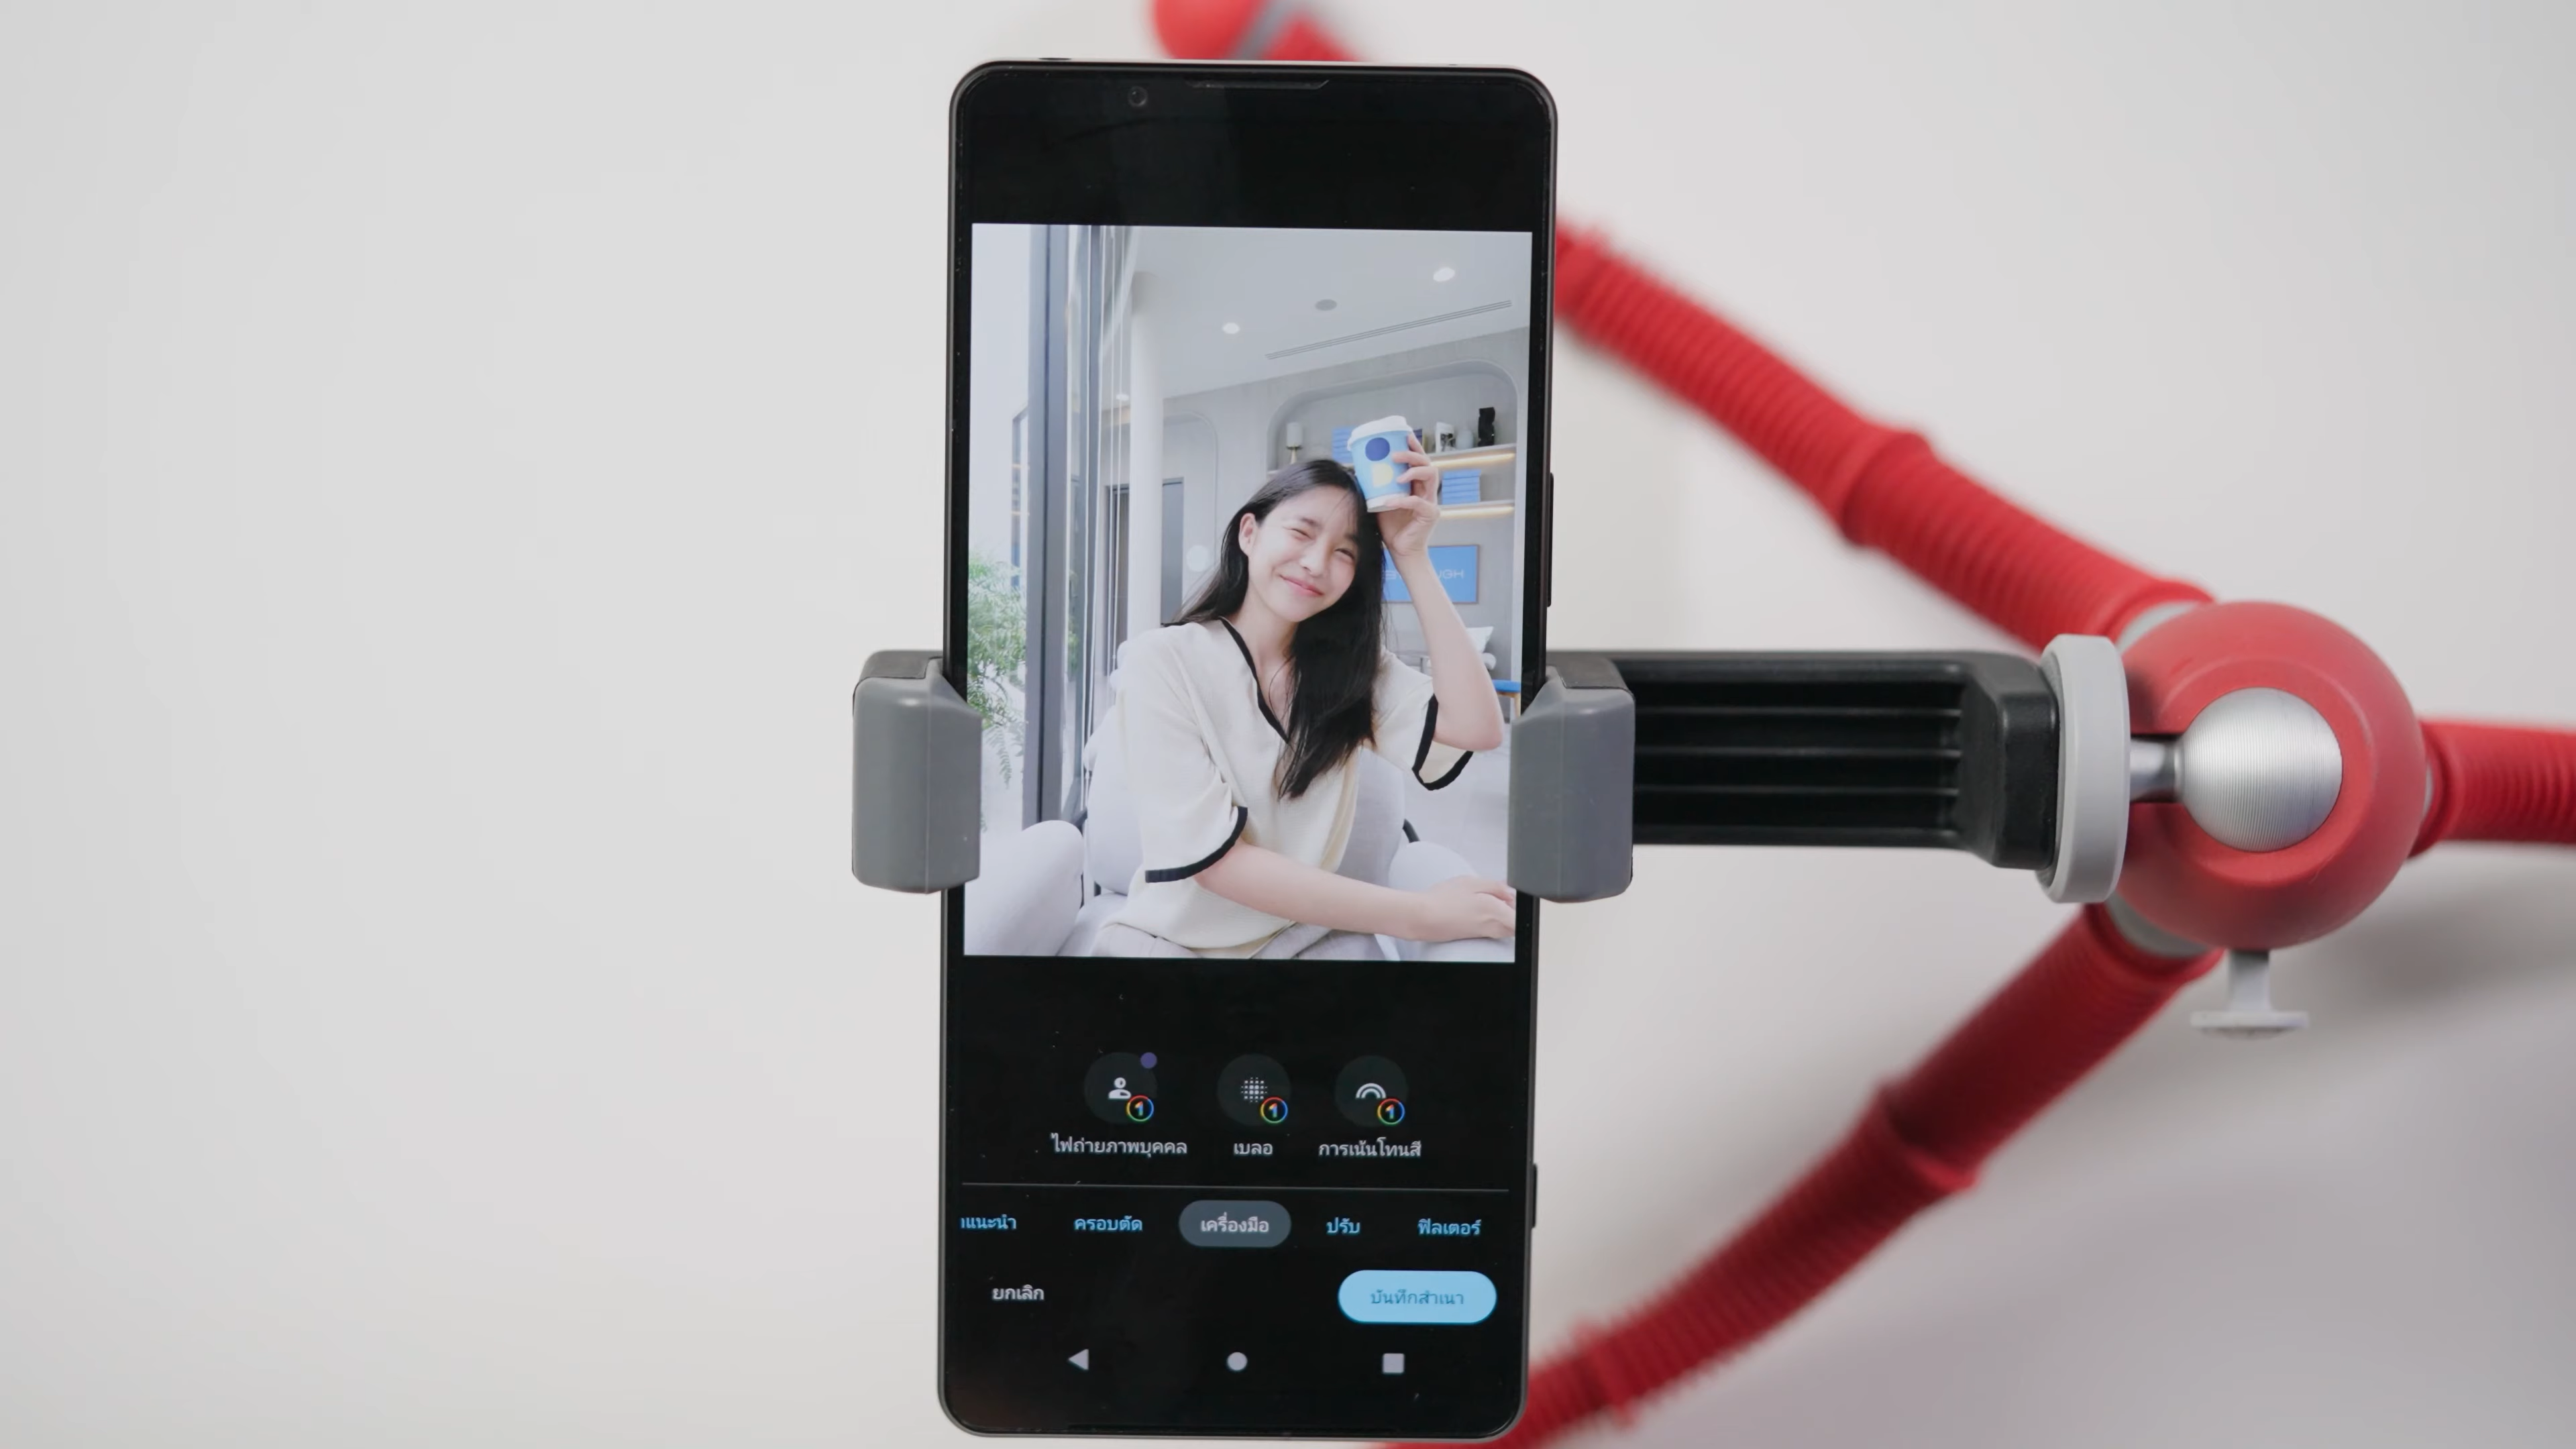 1 1 1
ไฟถ่ายภาพบุคคล เบลอ การเน้นโทนสี
แนะนำ ครอบตัด เครื่องมือ ปรับ ฟิลเตอร์
ยกเลิก บันทึกสำเนา